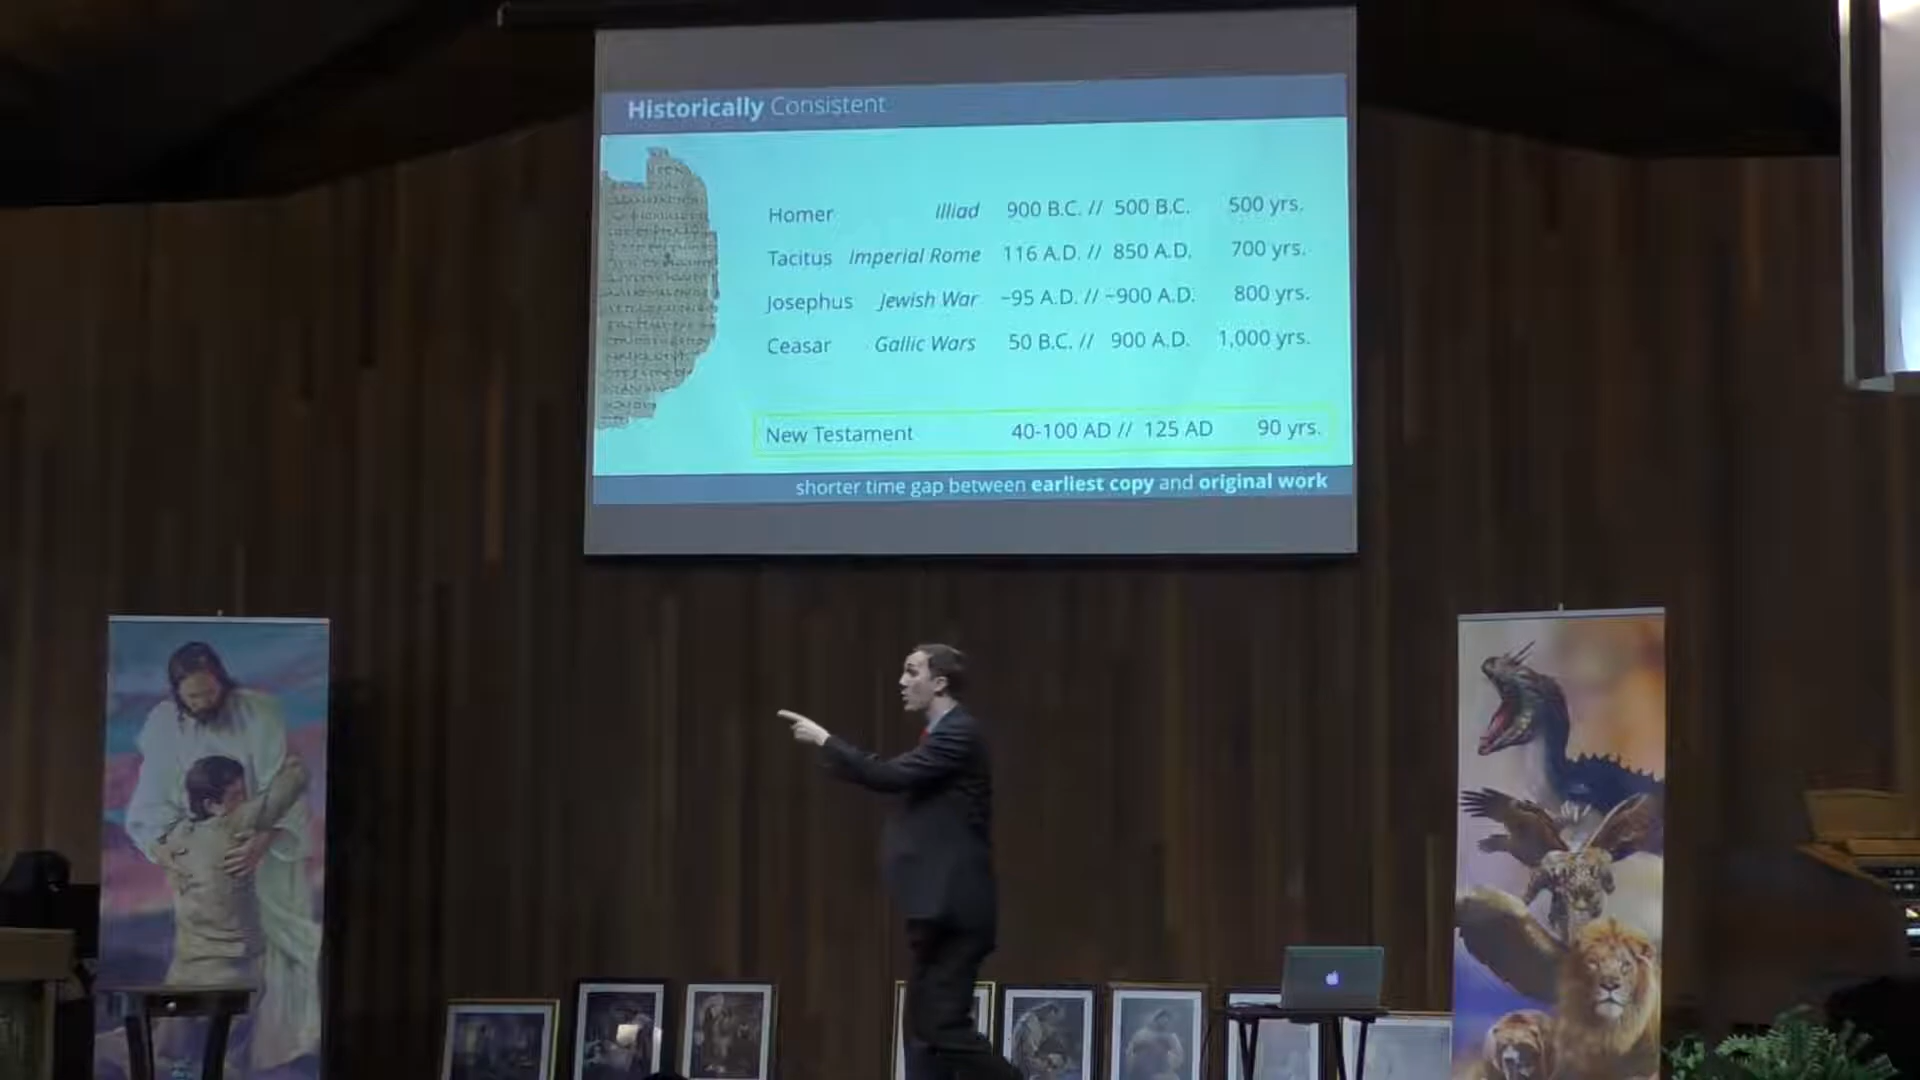 Historically Consistent
Homer Illiad 900 B.C. // 500 B.C. 500 yrs.
Tacitus Imperial Rome 116 A.D. // 850 A.D. 700 yrs.
Josephus Jewish War ~95 A.D. // ~900 A.D. 800 yrs.
Ceasar Gallic Wars 50 B.C. // 900 A.D. 1,000 yrs.
New Testament 40-100 AD // 125 AD 90 yrs.
shorter time gap between earliest copy and original work